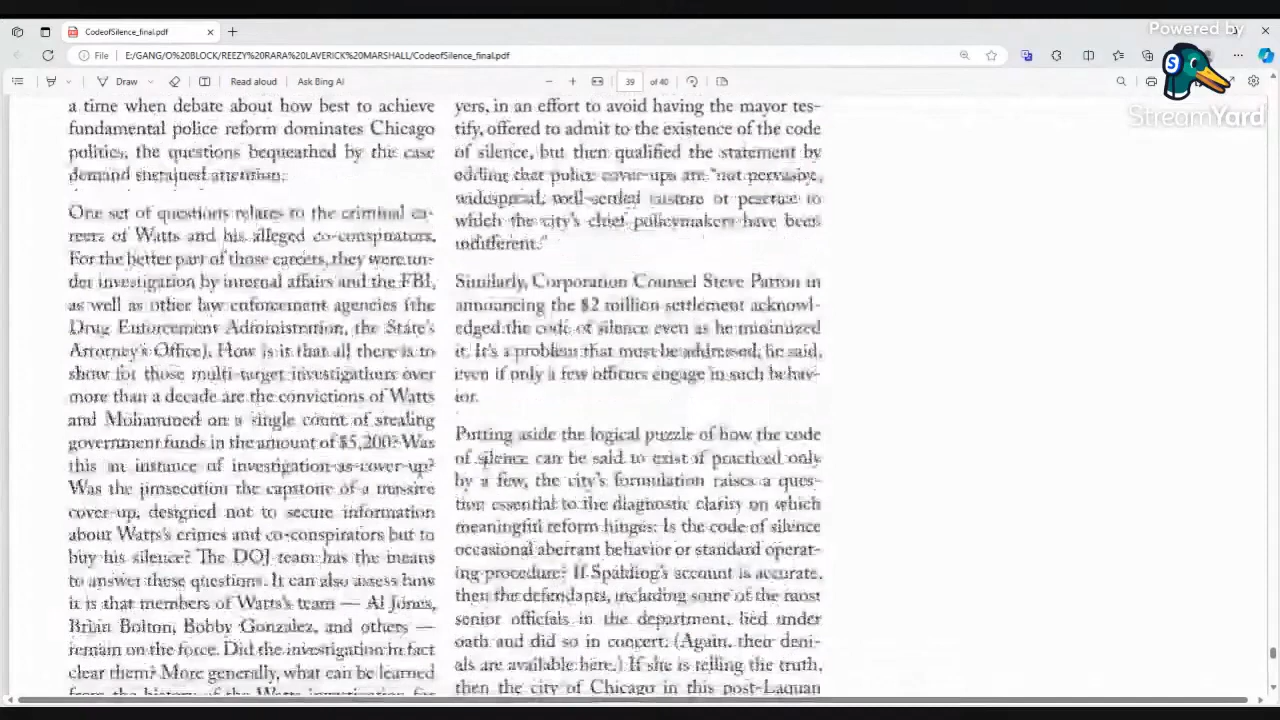 CodeofSilence_final.pdf
File
E:/GANG/O%20BLOCK/REEZY%20RARA%20LAVERICK%20MARSHALL/CodeofSilence_final.pdf
Draw
Read aloud
Ask Bing AI
39
of 40
Powered by
StreamYard
a time when debate about how best to achieve
fundamental police reform dominates Chicago
politics, the questions bequeathed by the case
demand sustained attention.
One set of questions relates to the criminal ca-
reers of Watts and his alleged co-conspirators.
For the better part of those careers, they were un-
der investigation by internal affairs and the FBI,
as well as other law enforcement agencies (the
Drug Enforcement Administration, the State's
Attorney's Office). How is it that all there is to
show for those multi-target investigations over
more than a decade are the convictions of Watts
and Mohammed on a single count of stealing
government funds in the amount of $5,200? Was
this an instance of investigation-as-cover-up?
Was the prosecution the capstone of a massive
cover-up, designed not to secure information
about Watts's crimes and co-conspirators but to
buy his silence? The DOJ team has the means
to answer these questions. It can also assess how
it is that members of Watts's team — Al Jones,
Brian Bolton, Bobby Gonzalez, and others —
remain on the force. Did the investigation in fact
clear them? More generally, what can be learned
from the history of the Watts investigation for
yers, in an effort to avoid having the mayor tes-
tify, offered to admit to the existence of the code
of silence, but then qualified the statement by
adding that police cover-ups are "not pervasive,
widespread, well-settled custom or practice to
which the city's chief policymakers have been
indifferent."
Similarly, Corporation Counsel Steve Patton in
announcing the $2 million settlement acknowl-
edged the code of silence even as he minimized
it. It's a problem that must be addressed, he said,
even if only a few officers engage in such behav-
ior.
Putting aside the logical puzzle of how the code
of silence can be said to exist if practiced only
by a few, the city's formulation raises a ques-
tion essential to the diagnostic clarity on which
meaningful reform hinges: Is the code of silence
occasional aberrant behavior or standard operat-
ing procedure? If Spalding's account is accurate,
then the defendants, including some of the most
senior officials in the department, lied under
oath and did so in concert. (Again, their deni-
als are available here.) If she is telling the truth,
then the city of Chicago in this post-Laquan